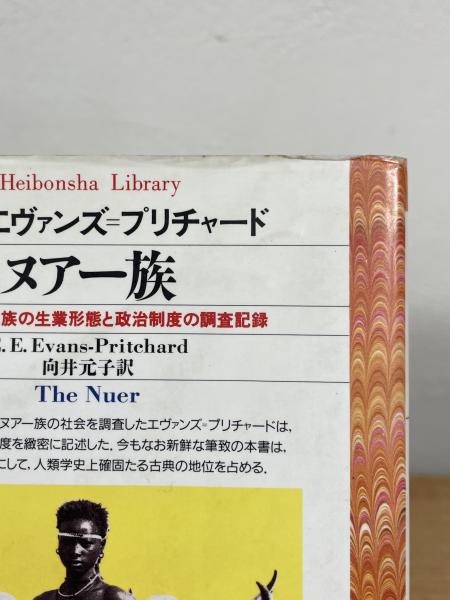 Heibonsha Library
エヴァンズ=プリチャード
ヌアー族
族の生業形態と政治制度の調査記録
E. E. Evans-Pritchard
向井元子訳
The Nuer
ヌアー族の社会を調査したエヴァンズ=プリチャードは,
度を緻密に記述した. 今もなお新鮮な筆致の本書は,
にして, 人類学史上確固たる古典の地位を占める.